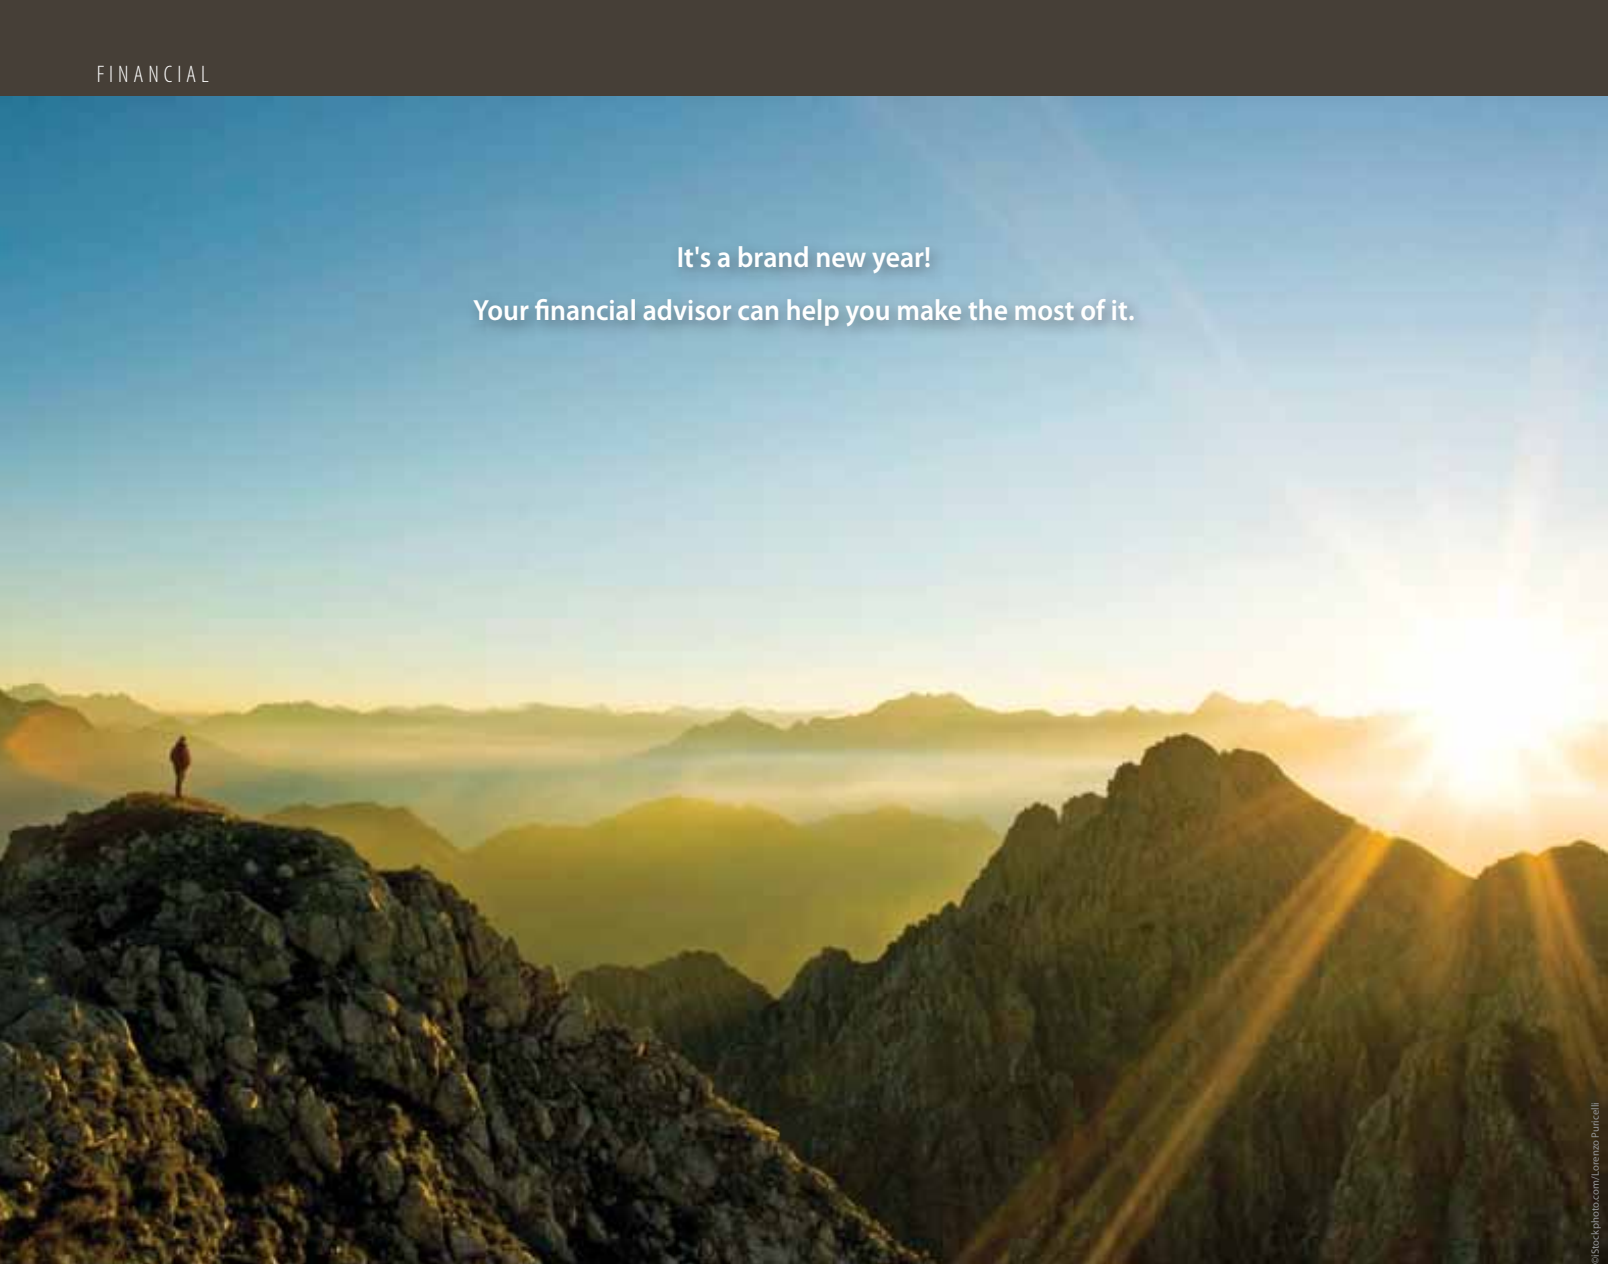 FINANCIAL
It's a brand new year!
Your financial advisor can help you make the most of it.
©iStockphoto.com/Lorenzo Puricelli